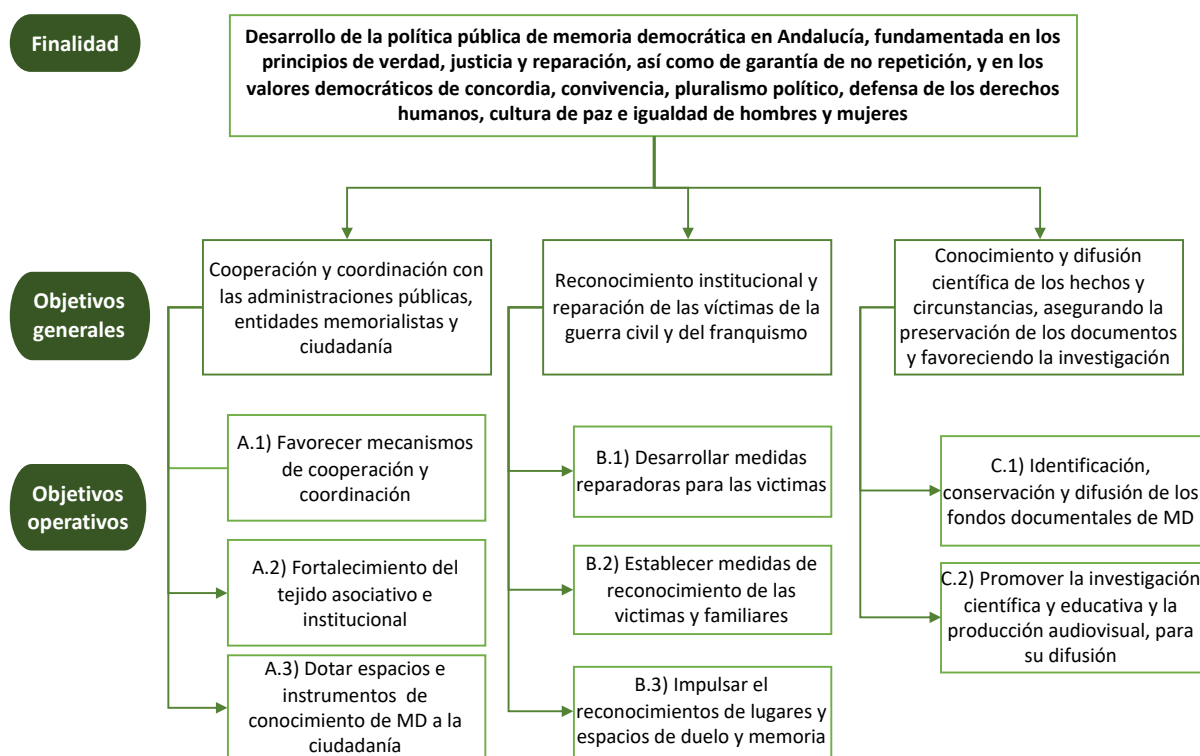 Finalidad
Desarrollo de la política pública de memoria democrática en Andalucía, fundamentada en los
principios de verdad, justicia y reparación, así como de garantía de no repetición, y en los
valores democráticos de concordia, convivencia, pluralismo político, defensa de los derechos
humanos, cultura de paz e igualdad de hombres y mujeres
Objetivos
generales
Cooperación y coordinación con
las administraciones públicas,
entidades memorialistas y
ciudadanía
Reconocimiento institucional y
reparación de las víctimas de la
guerra civil y del franquismo
Conocimiento y difusión
científica de los hechos y
circunstancias, asegurando la
preservación de los documentos
y favoreciendo la investigación
Objetivos
operativos
A.1) Favorecer mecanismos
de cooperación y
coordinación
A.2) Fortalecimiento del
tejido asociativo e
institucional
A.3) Dotar espacios e
instrumentos de
conocimiento de MD a la
ciudadanía
B.1) Desarrollar medidas
reparadoras para las victimas
B.2) Establecer medidas de
reconocimiento de las
victimas y familiares
B.3) Impulsar el
reconocimientos de lugares y
espacios de duelo y memoria
C.1) Identificación,
conservación y difusión de los
fondos documentales de MD
C.2) Promover la investigación
científica y educativa y la
producción audiovisual, para
su difusión